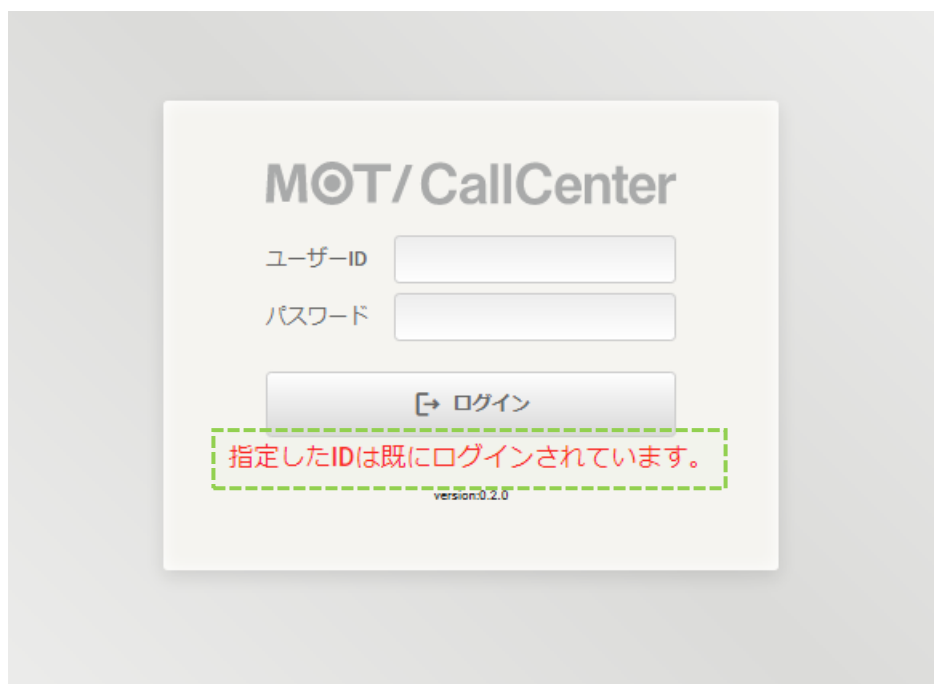 MOT/CallCenter
ユーザーID
パスワード
ログイン
指定したIDは既にログインされています。
version:0.2.0